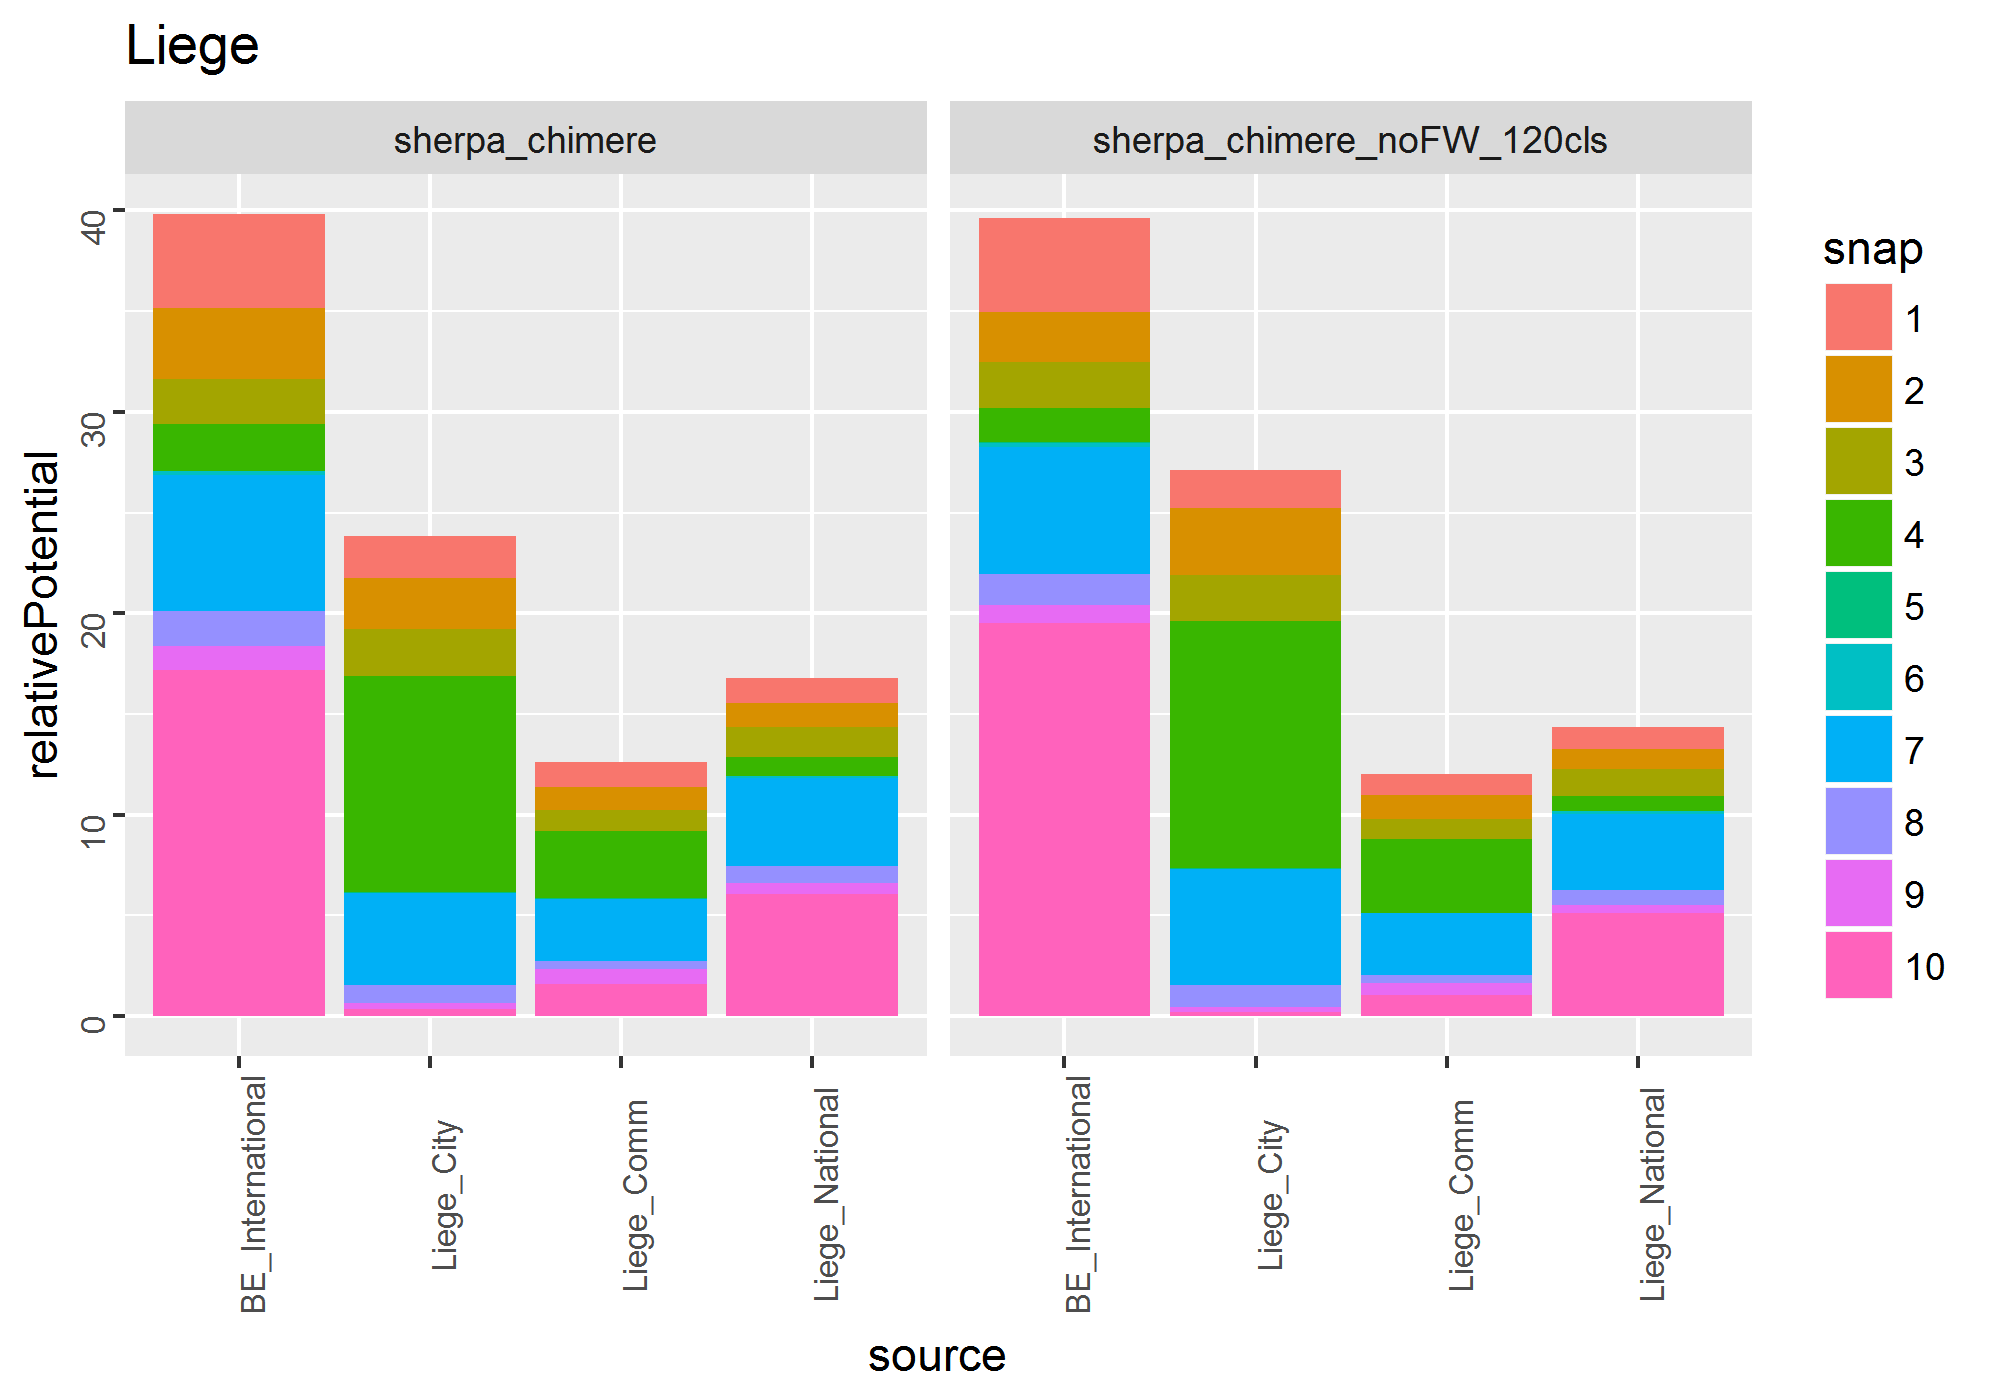 Liege
sherpa_chimere
sherpa_chimere_noFW_120cls
relativePotential
40
30
20
10
0
BE_International
Liege_City
Liege_Comm
Liege_National
BE_International
Liege_City
Liege_Comm
Liege_National
source
snap
1
2
3
4
5
6
7
8
9
10